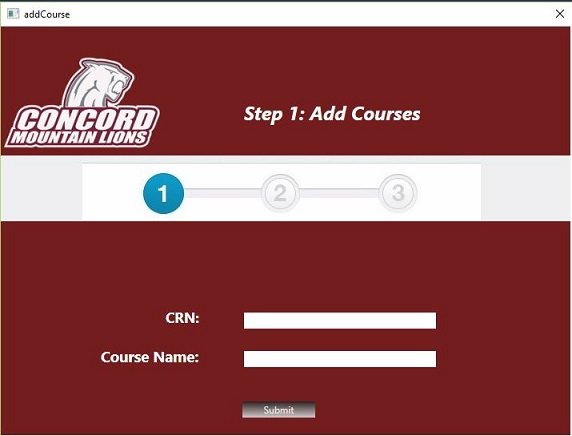 addCourse
CONCORD
MOUNTAIN LIONS
Step 1: Add Courses
1 2 3
CRN:
Course Name:
Submit